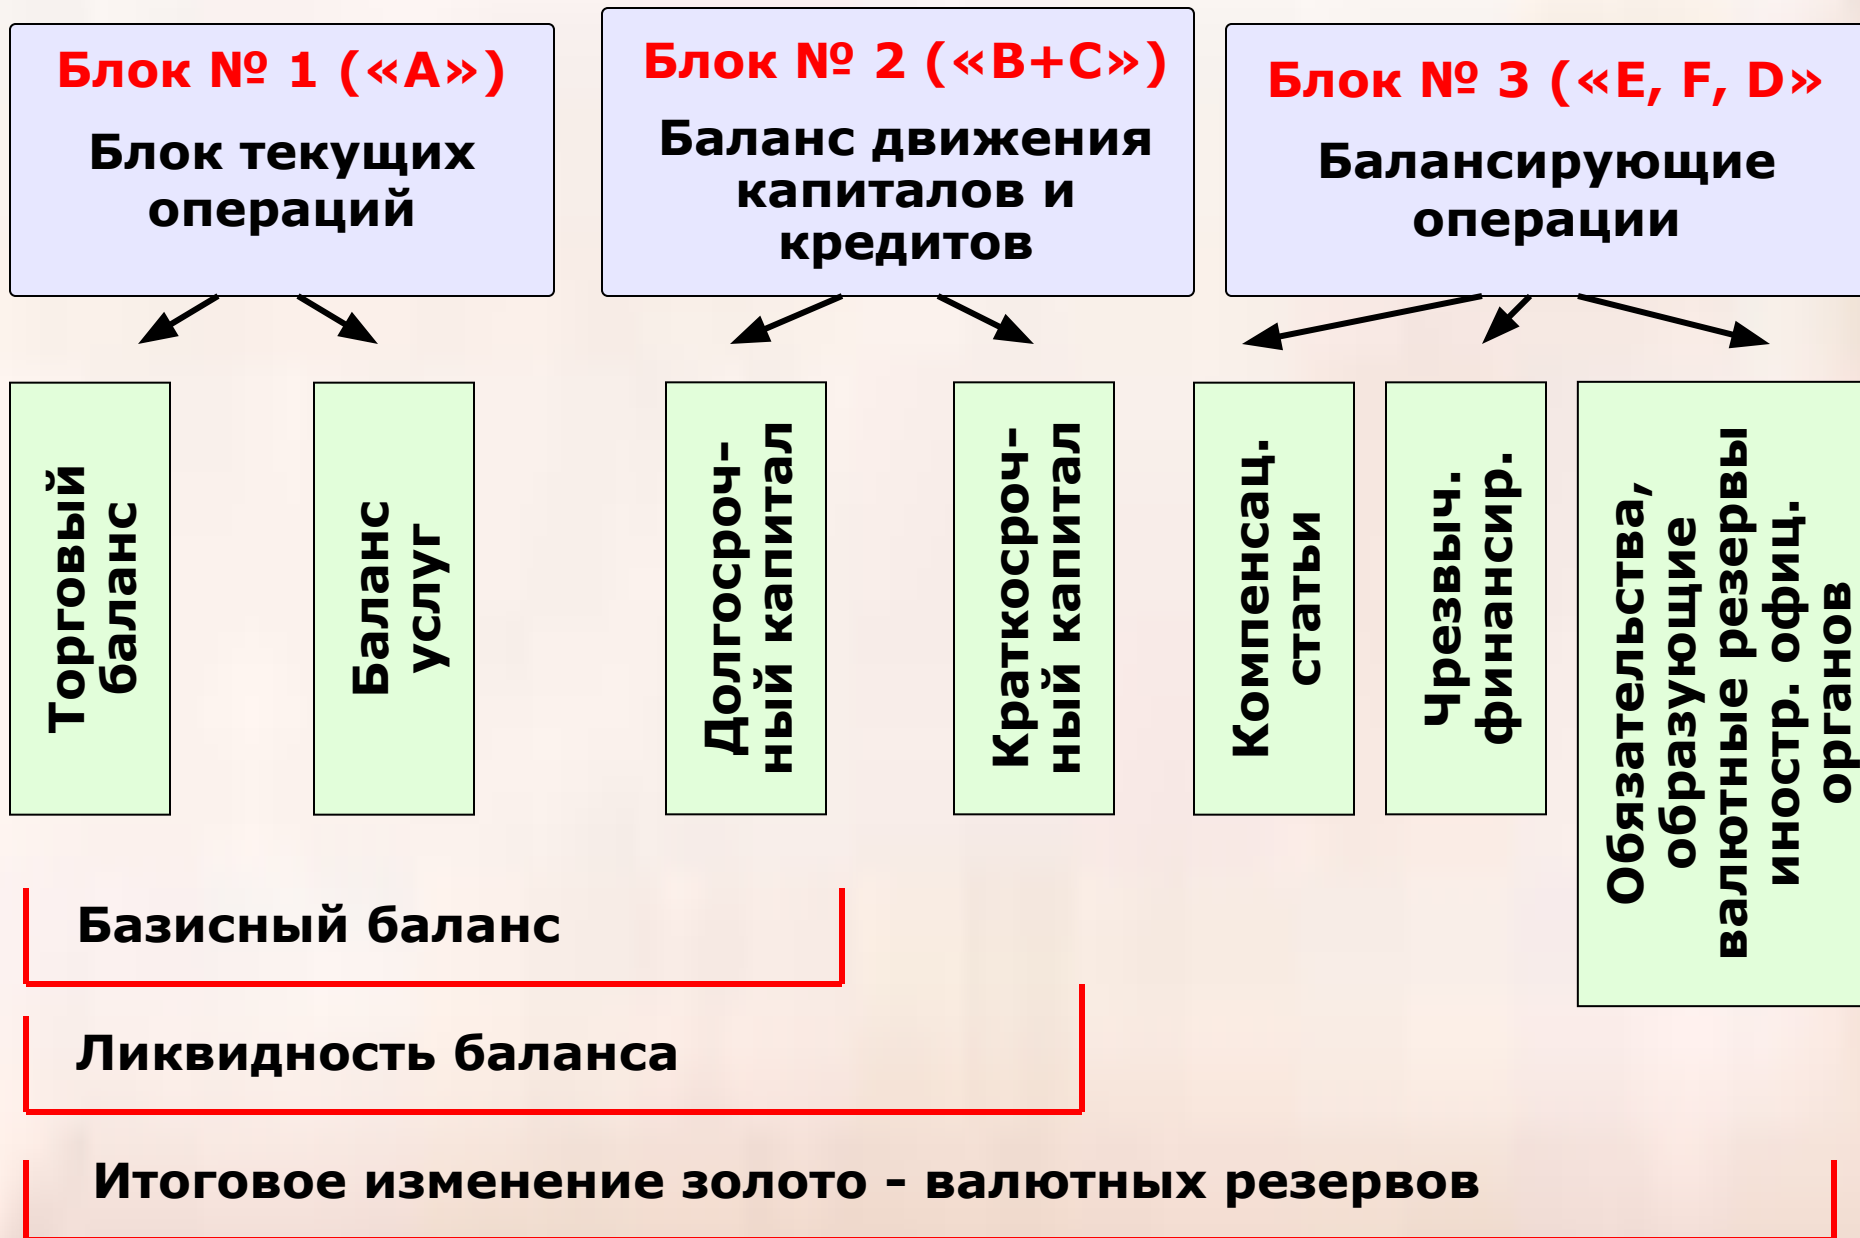 Блок № 1 («А»)
Блок текущих
операций
Блок № 2 («В+С»)
Баланс движения
капиталов и
кредитов
Блок № 3 («E, F, D»
Балансирующие
операции
Торговый
баланс
Баланс
услуг
Долгосроч-
ный капитал
Краткосроч-
ный капитал
Компенсац.
статьи
Чрезвыч.
финансир.
Обязательства,
образующие
валютные резервы
иностр. офиц.
органов
Базисный баланс
Ликвидность баланса
Итоговое изменение золото - валютных резервов